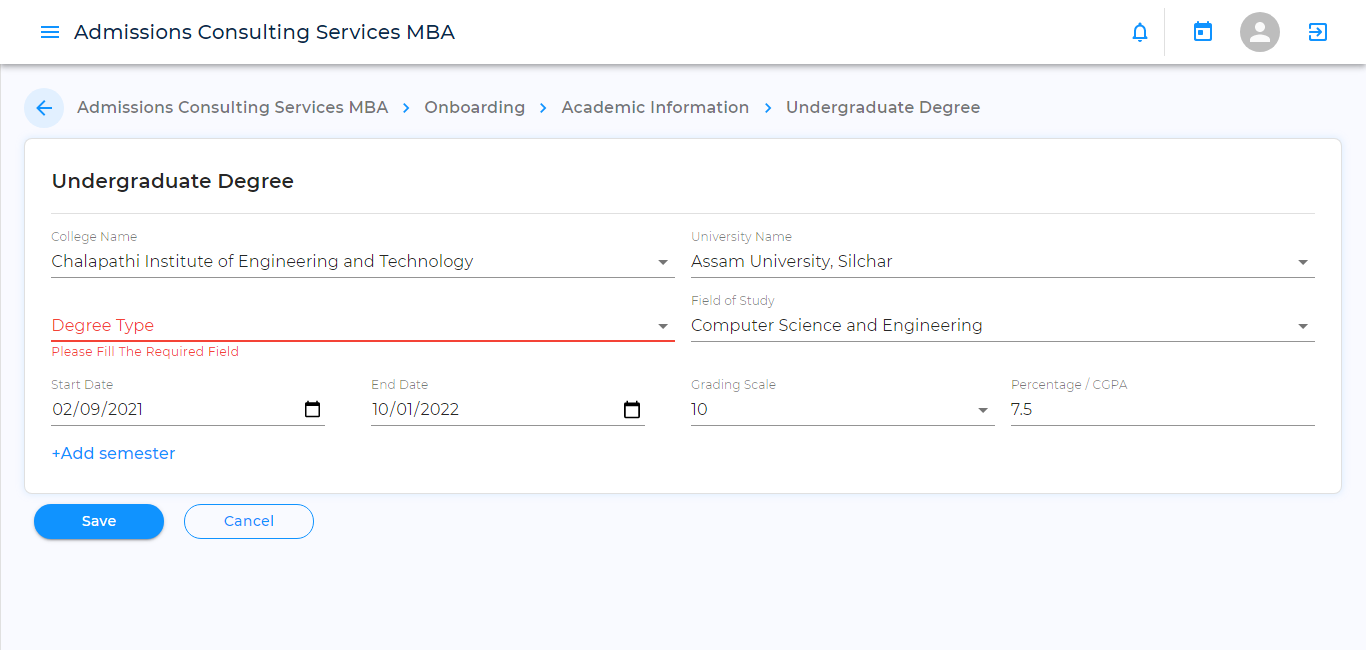 Admissions Consulting Services MBA
Admissions Consulting Services MBA > Onboarding > Academic Information > Undergraduate Degree
Undergraduate Degree
College Name
Chalapathi Institute of Engineering and Technology
University Name
Assam University, Silchar
Degree Type
Please Fill The Required Field
Field of Study
Computer Science and Engineering
Start Date
02/09/2021
End Date
10/01/2022
Grading Scale
10
Percentage / CGPA
7.5
+Add semester
Save
Cancel